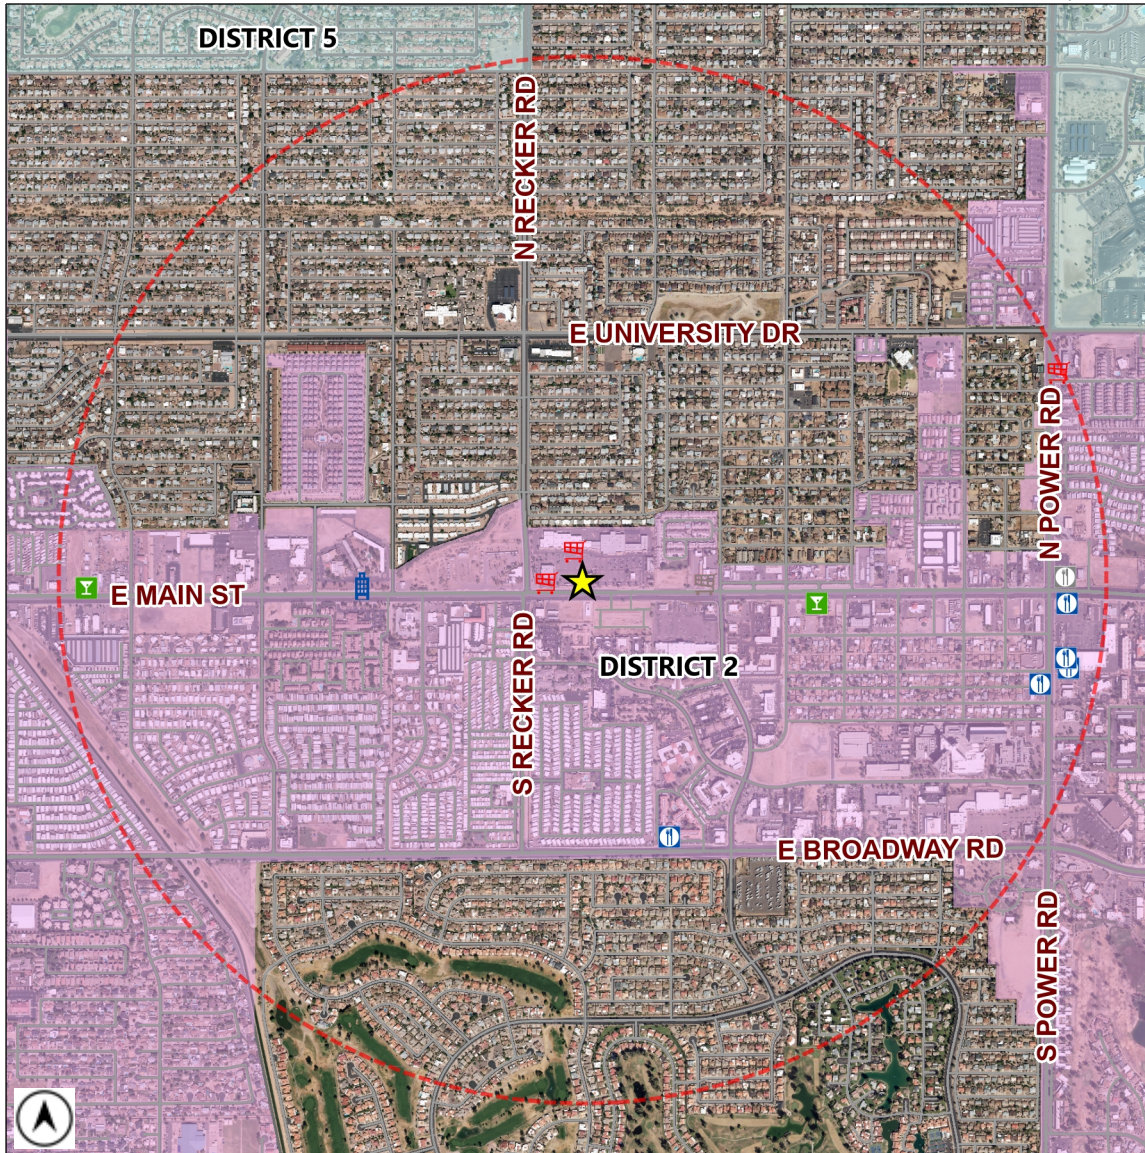 DISTRICT 5
N RECKER RD
E UNIVERSITY DR
N POWER RD
E MAIN ST
DISTRICT 2
S RECKER RD
E BROADWAY RD
S POWER RD